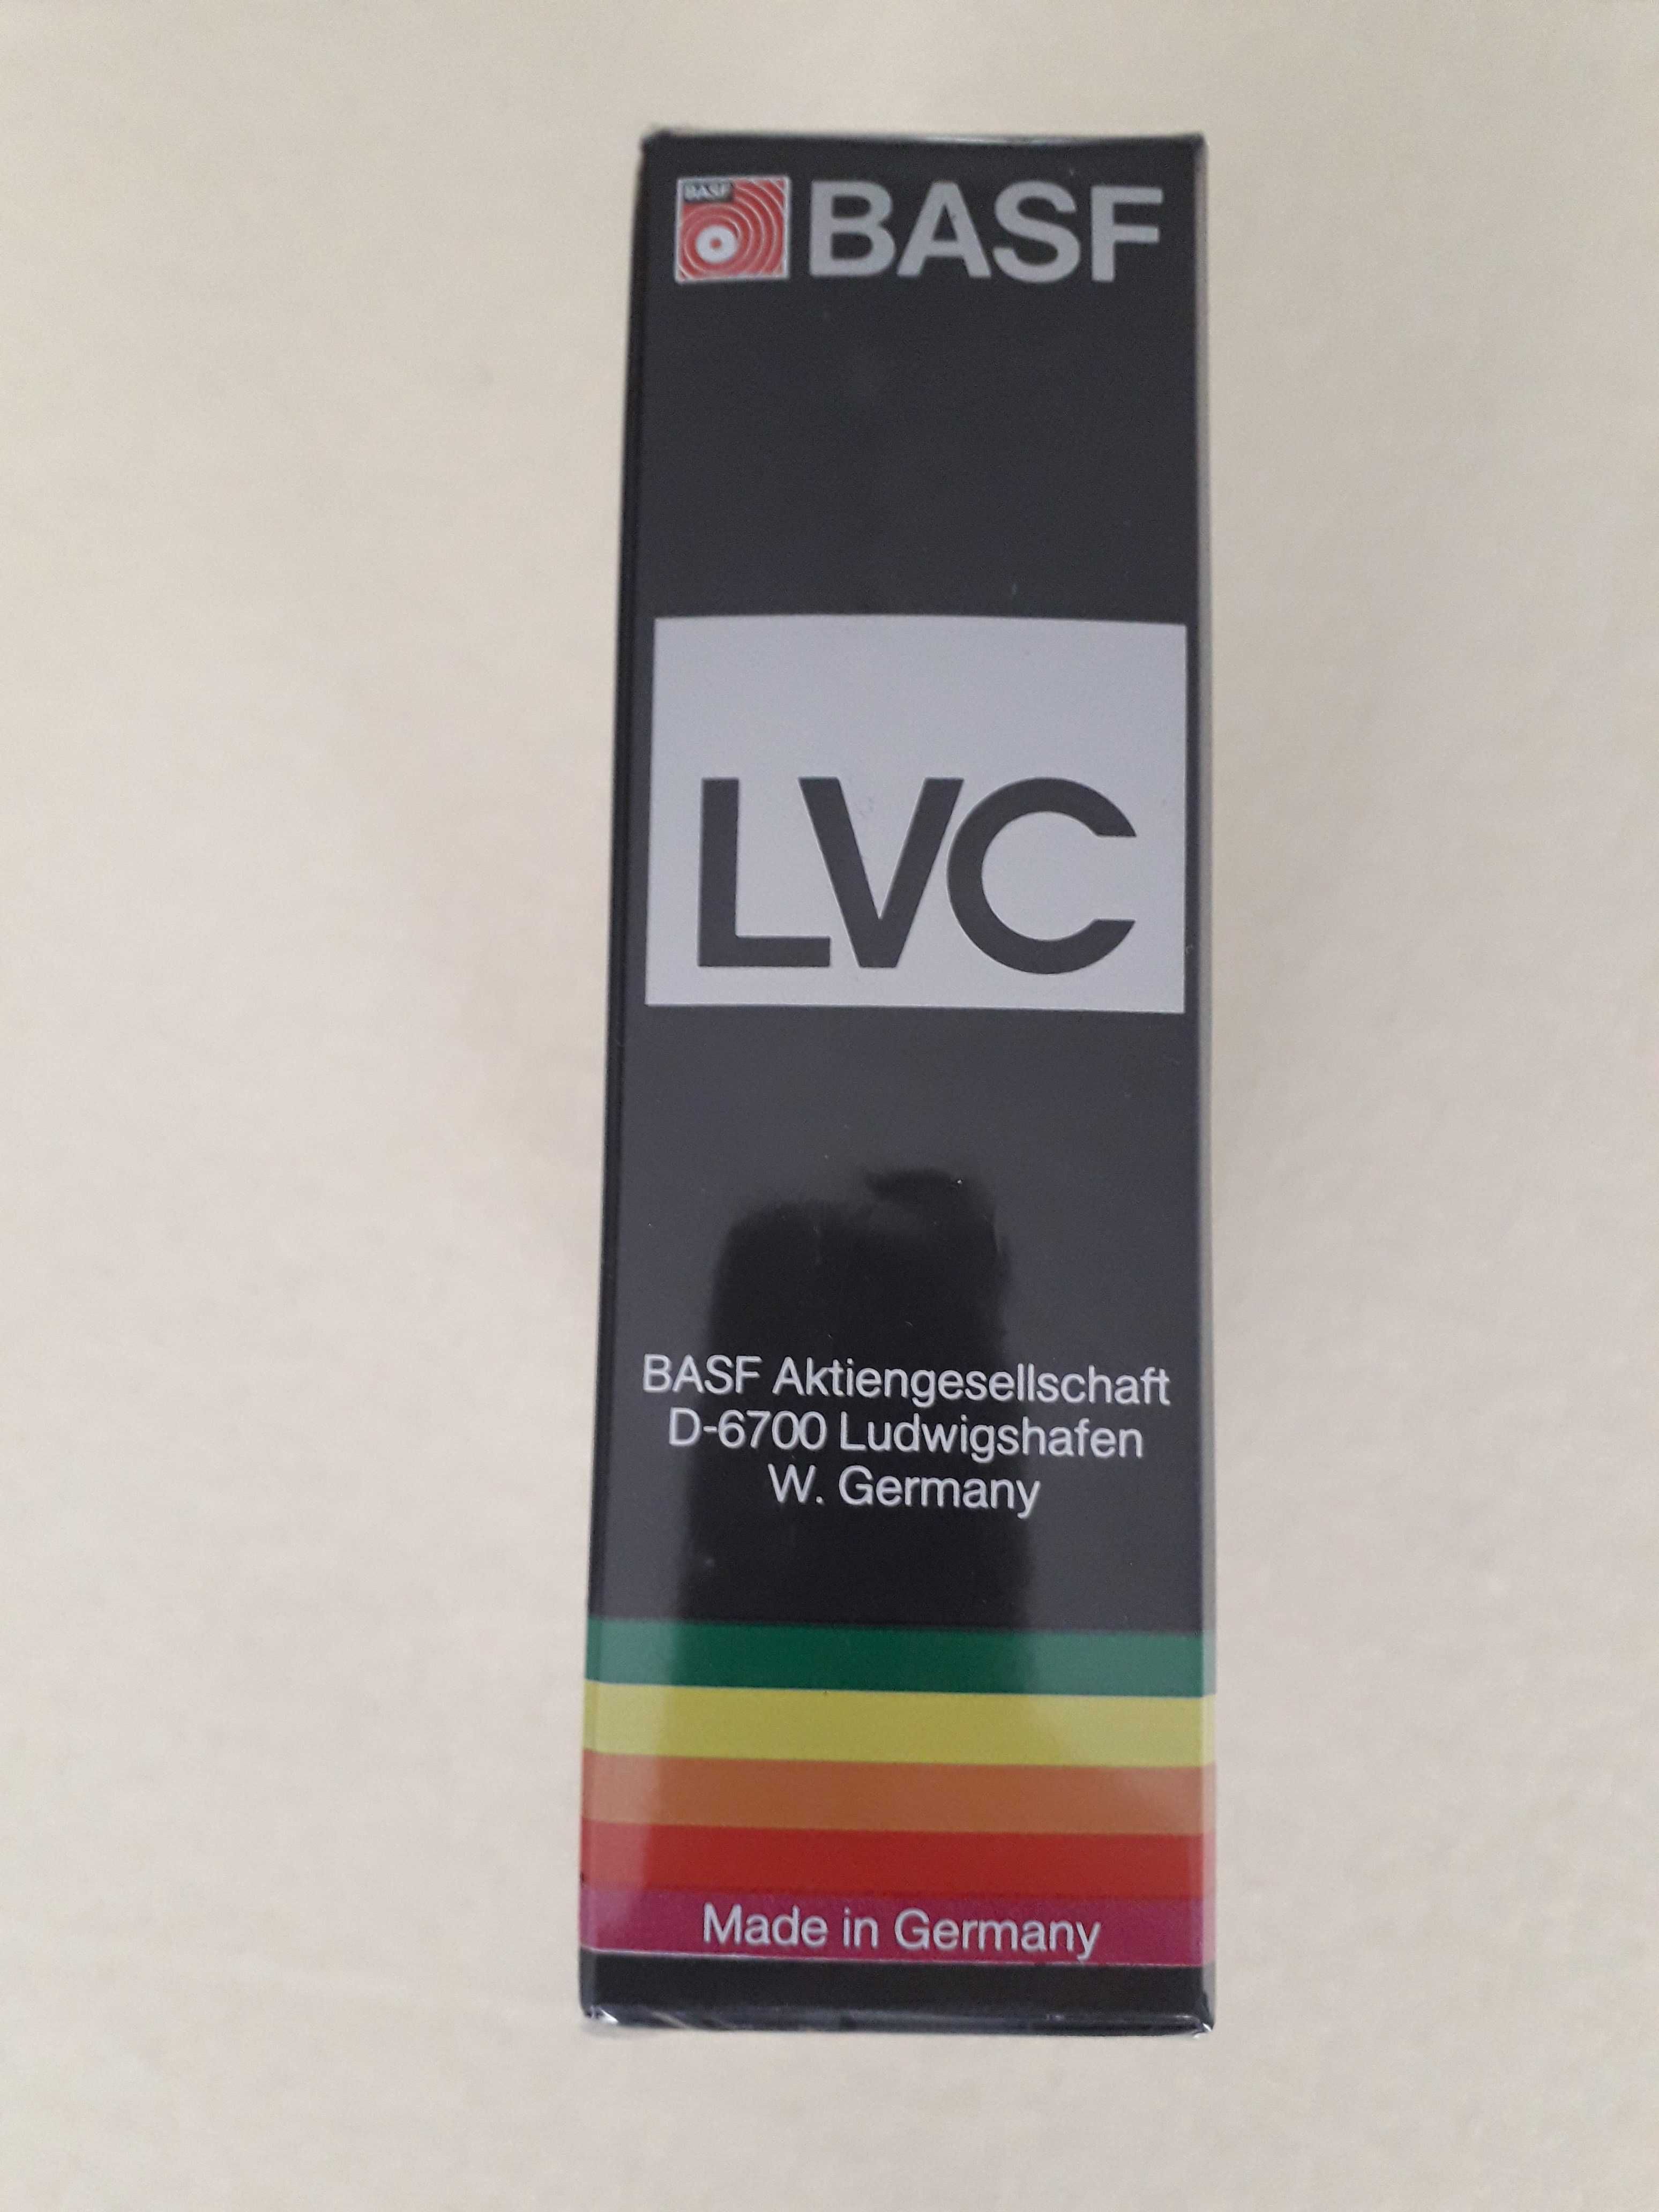 BASF
BASF
LVC
BASF Aktiengesellschaft
D-6700 Ludwigshafen
W. Germany
Made in Germany